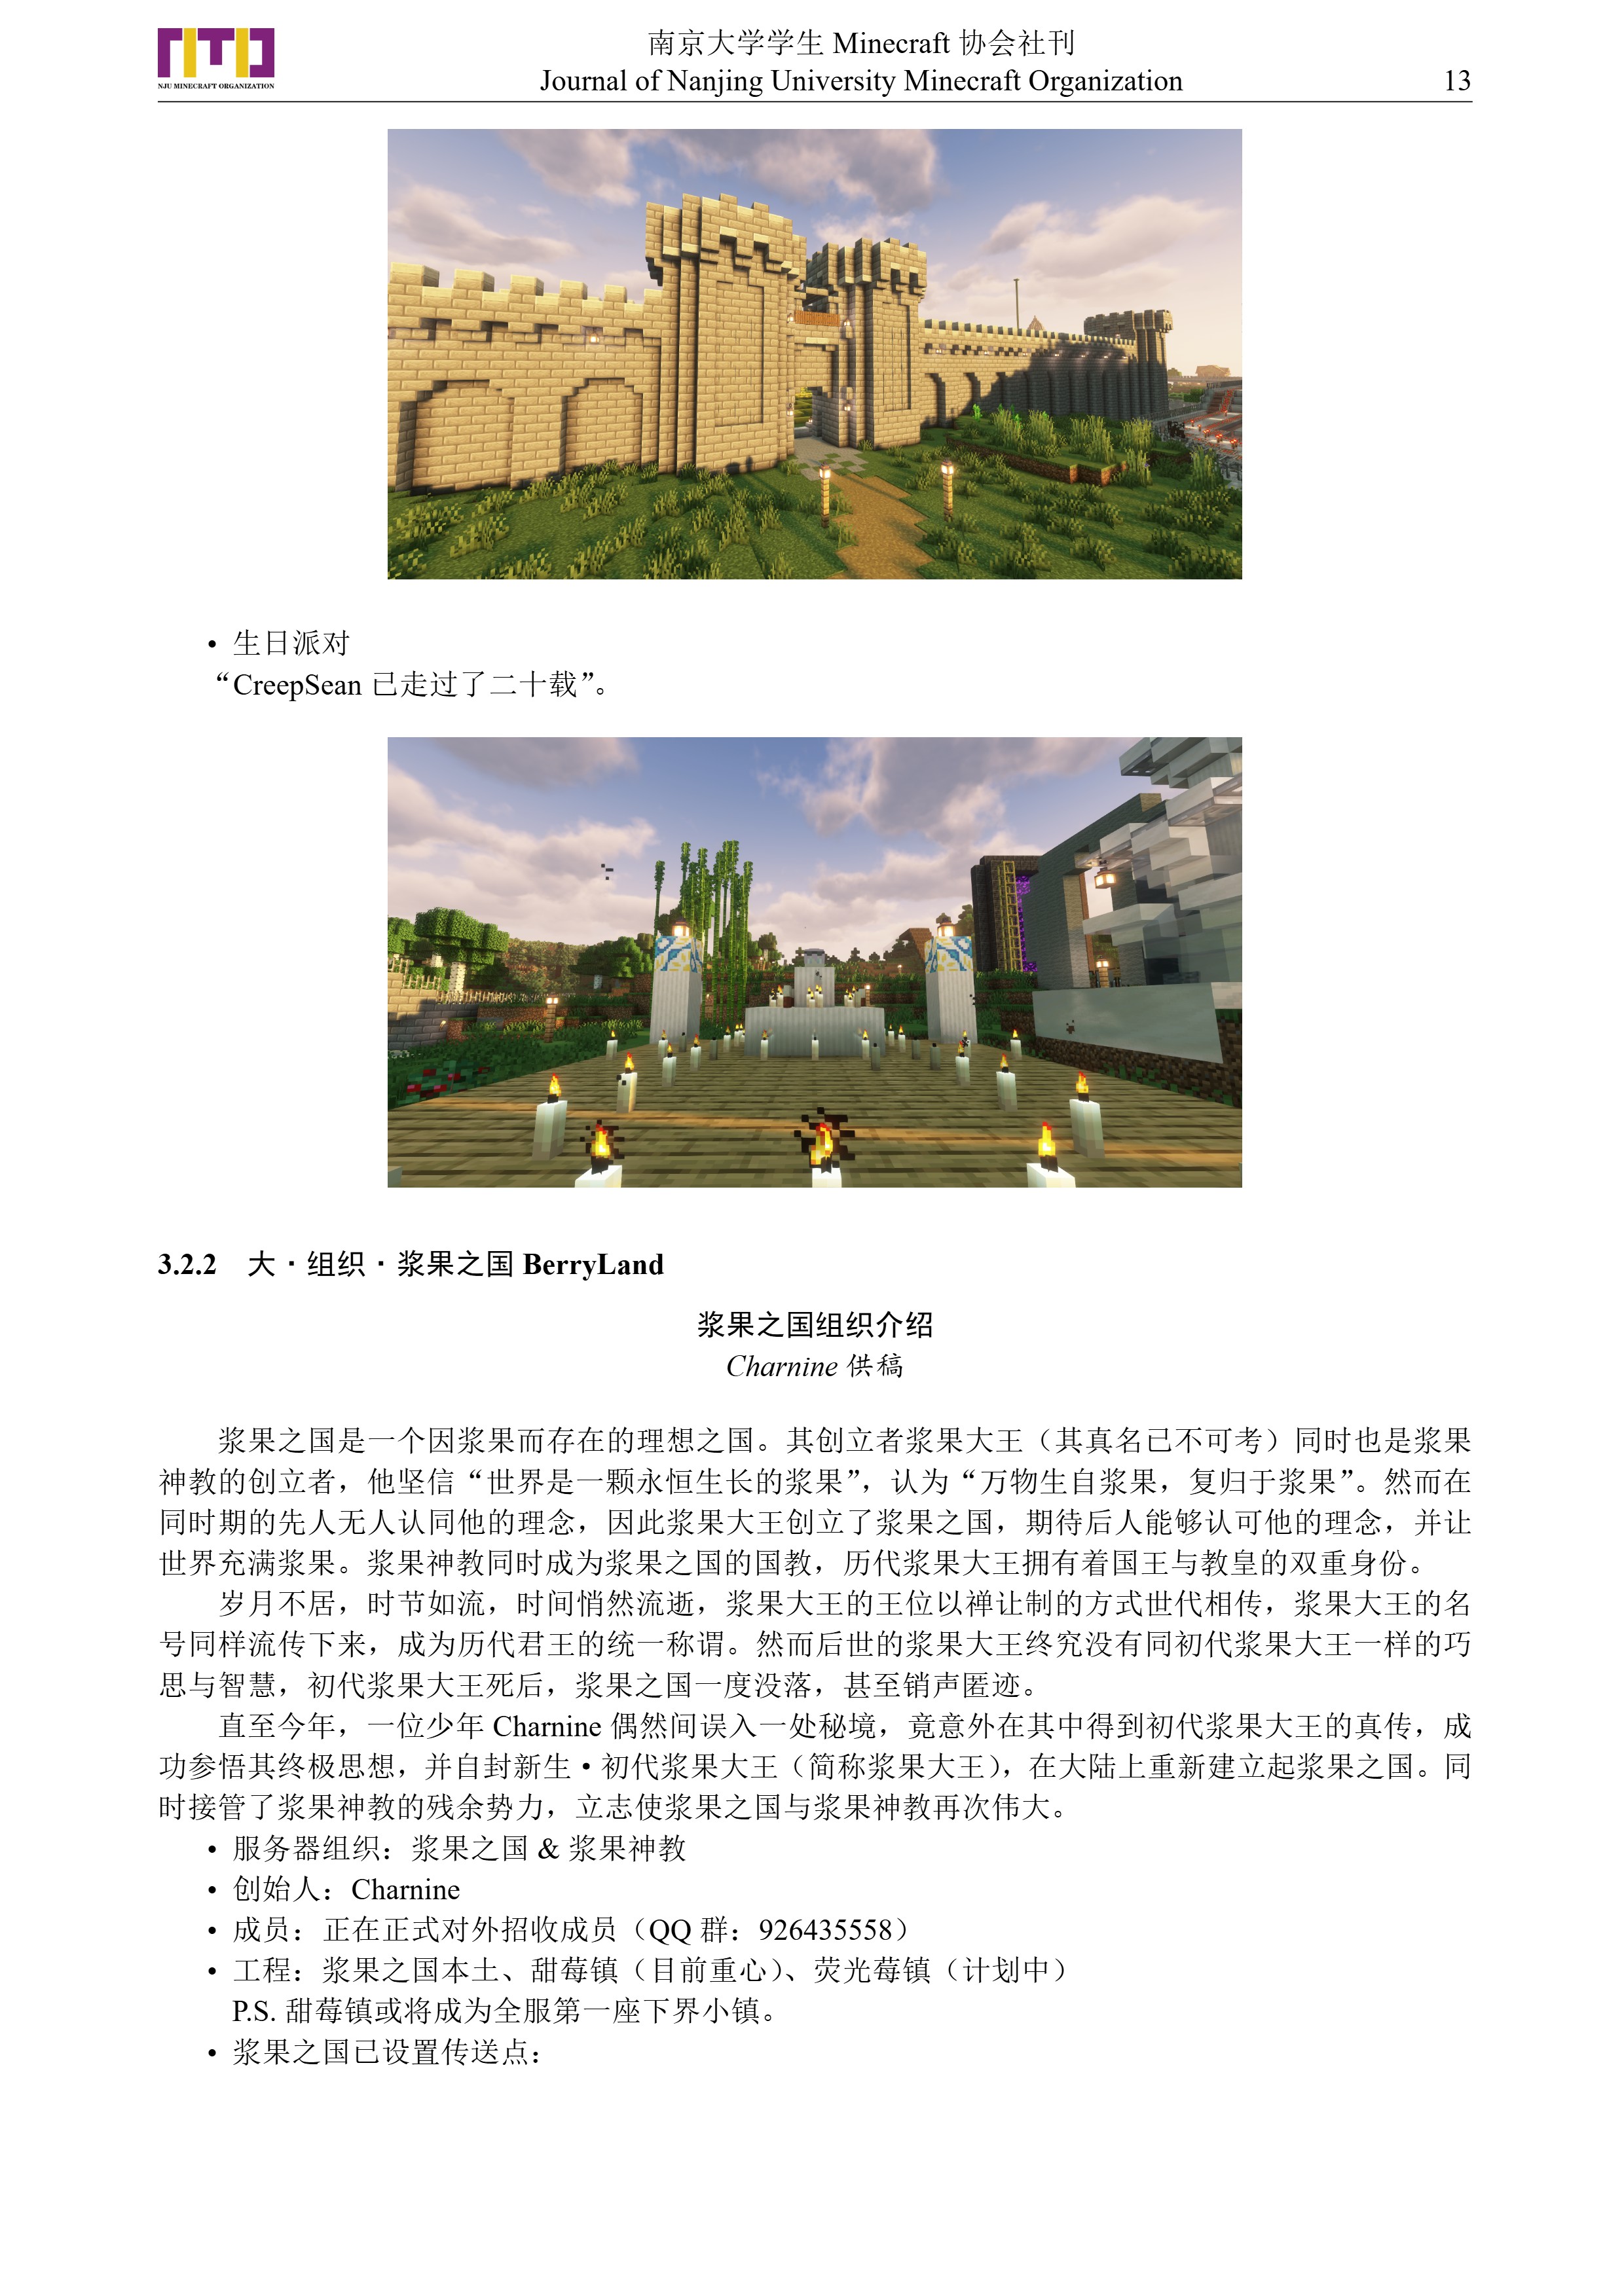 NJU MINECRAFT ORGANIZATION
南京大学学生 Minecraft 协会社刊
Journal of Nanjing University Minecraft Organization
13
• 生日派对
“CreepSean 已走过了二十载”。
3.2.2 大·组织·浆果之国 BerryLand
浆果之国组织介绍
Charnine 供稿
浆果之国是一个因浆果而存在的理想之国。其创立者浆果大王（其真名已不可考）同时也是浆果
神教的创立者，他坚信“世界是一颗永恒生长的浆果”，认为“万物生自浆果，复归于浆果”。然而在
同时期的先人无人认同他的理念，因此浆果大王创立了浆果之国，期待后人能够认可他的理念，并让
世界充满浆果。浆果神教同时成为浆果之国的国教，历代浆果大王拥有着国王与教皇的双重身份。
岁月不居，时节如流，时间悄然流逝，浆果大王的王位以禅让制的方式世代相传，浆果大王的名
号同样流传下来，成为历代君王的统一称谓。然而后世的浆果大王终究没有同初代浆果大王一样的巧
思与智慧，初代浆果大王死后，浆果之国一度没落，甚至销声匿迹。
直至今年，一位少年 Charnine 偶然间误入一处秘境，竟意外在其中得到初代浆果大王的真传，成
功参悟其终极思想，并自封新生·初代浆果大王（简称浆果大王），在大陆上重新建立起浆果之国。同
时接管了浆果神教的残余势力，立志使浆果之国与浆果神教再次伟大。
• 服务器组织：浆果之国 & 浆果神教
• 创始人：Charnine
• 成员：正在正式对外招收成员（QQ 群：926435558）
• 工程：浆果之国本土、甜莓镇（目前重心）、荧光莓镇（计划中）
P.S. 甜莓镇或将成为全服第一座下界小镇。
• 浆果之国已设置传送点：